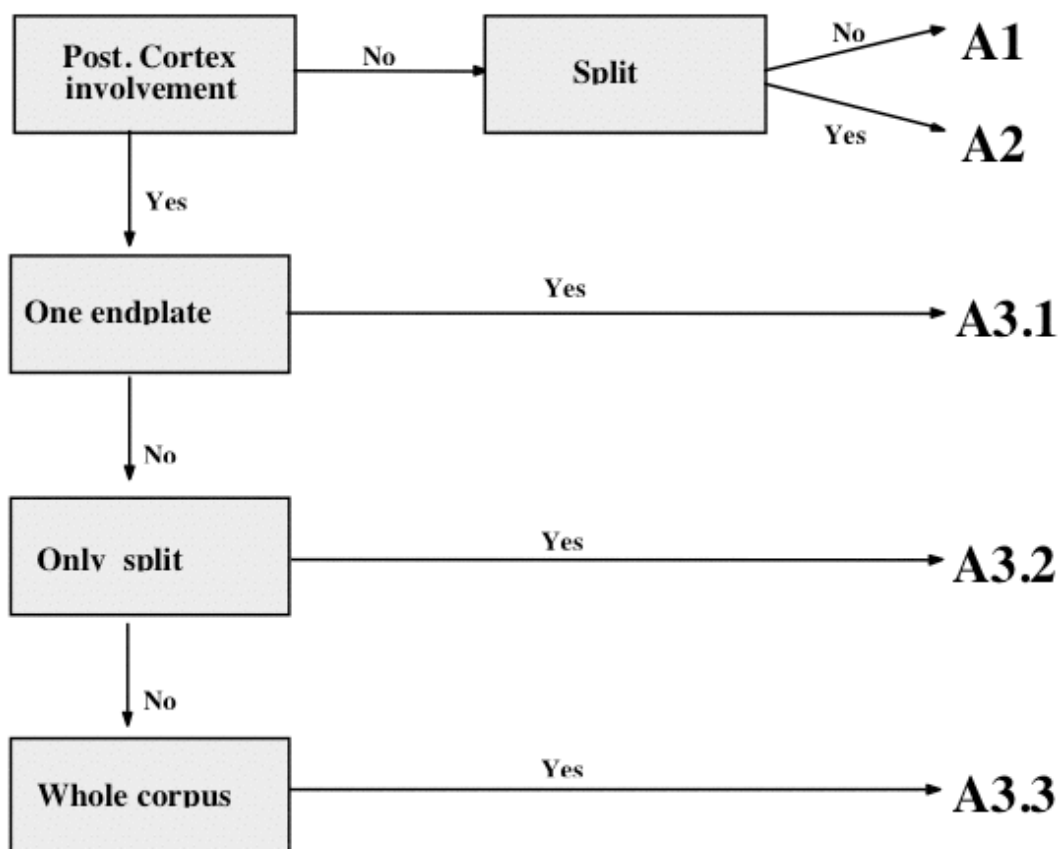 Post. Cortex
involvement
No
Split
No
A1
Yes
A2
Yes
One endplate
Yes
A3.1
No
Only split
Yes
A3.2
No
Whole corpus
Yes
A3.3